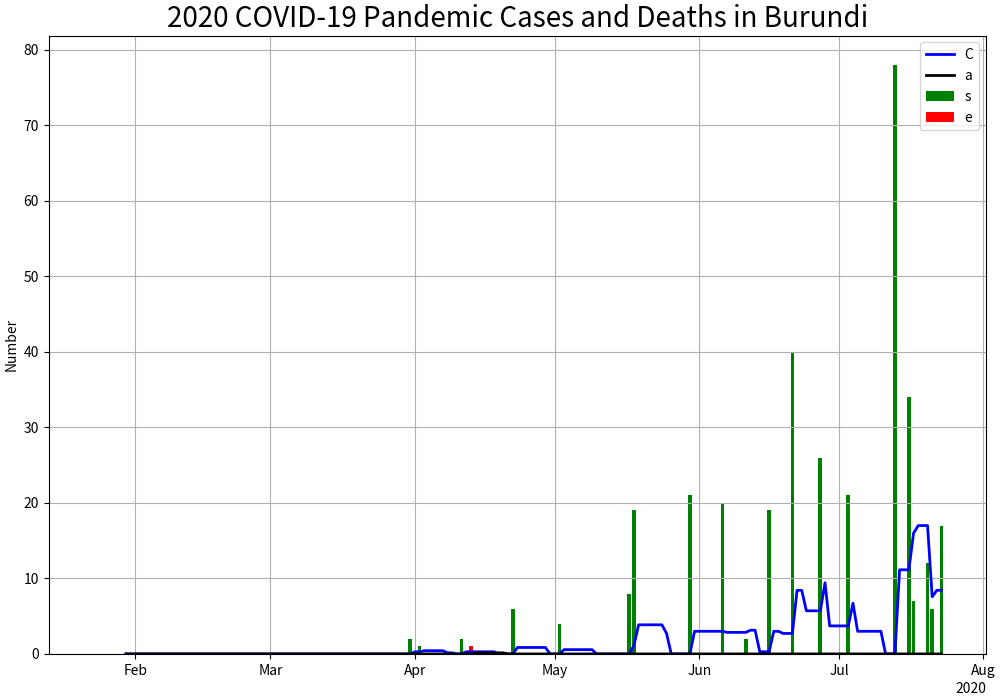 2020 COVID-19 Pandemic Cases and Deaths in Burundi
80
70
60
50
40
30
20
10
0
Number
C
a
s
e
Feb Mar Apr May Jun Jul Aug
2020